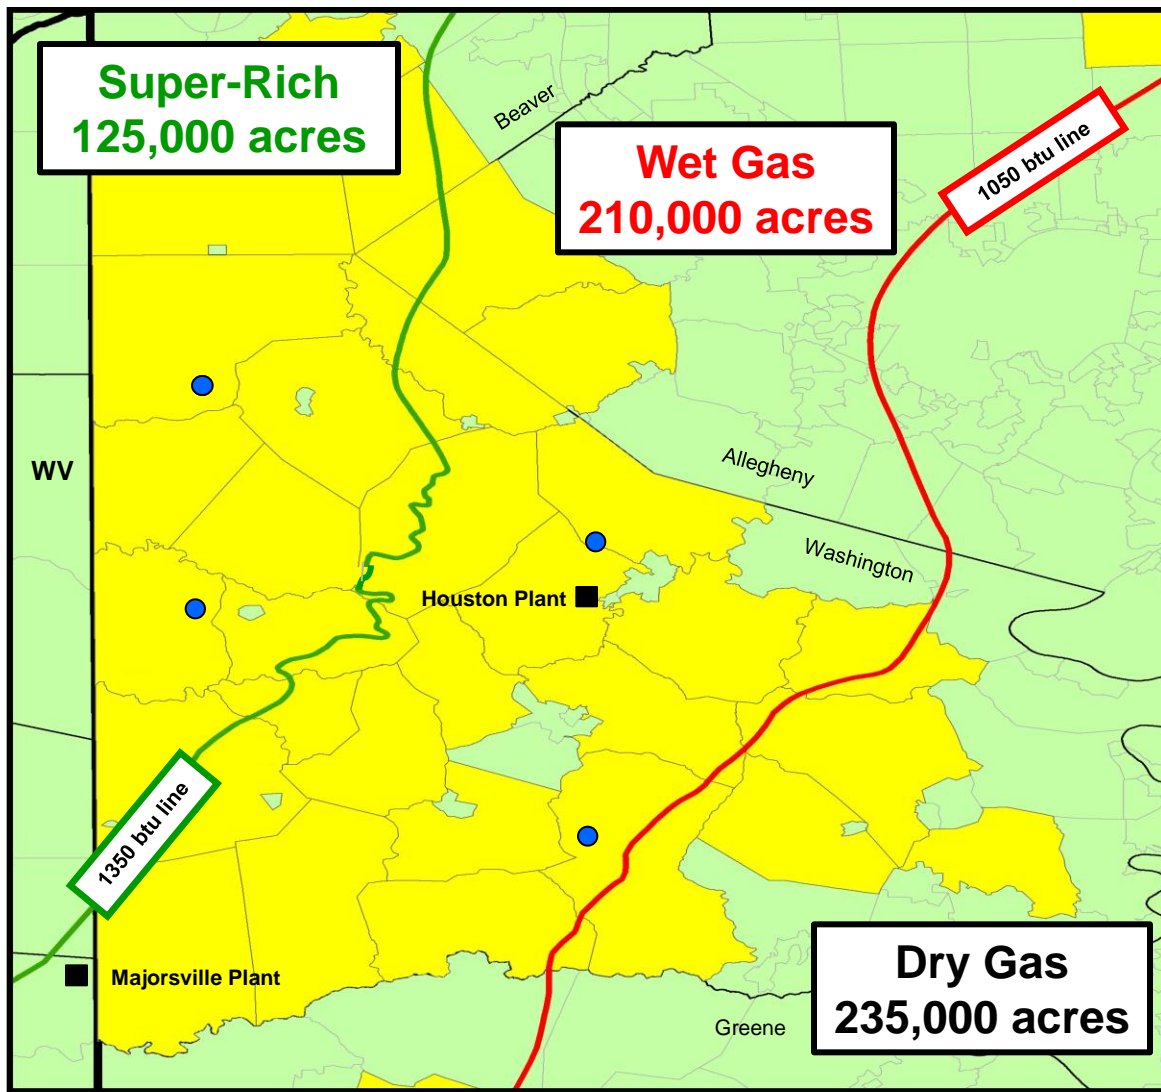 Super-Rich
125,000 acres
Beaver
Wet Gas
210,000 acres
1050 btu line
WV
Allegheny
Washington
Houston Plant
1350 btu line
Majorsville Plant
Dry Gas
235,000 acres
Greene